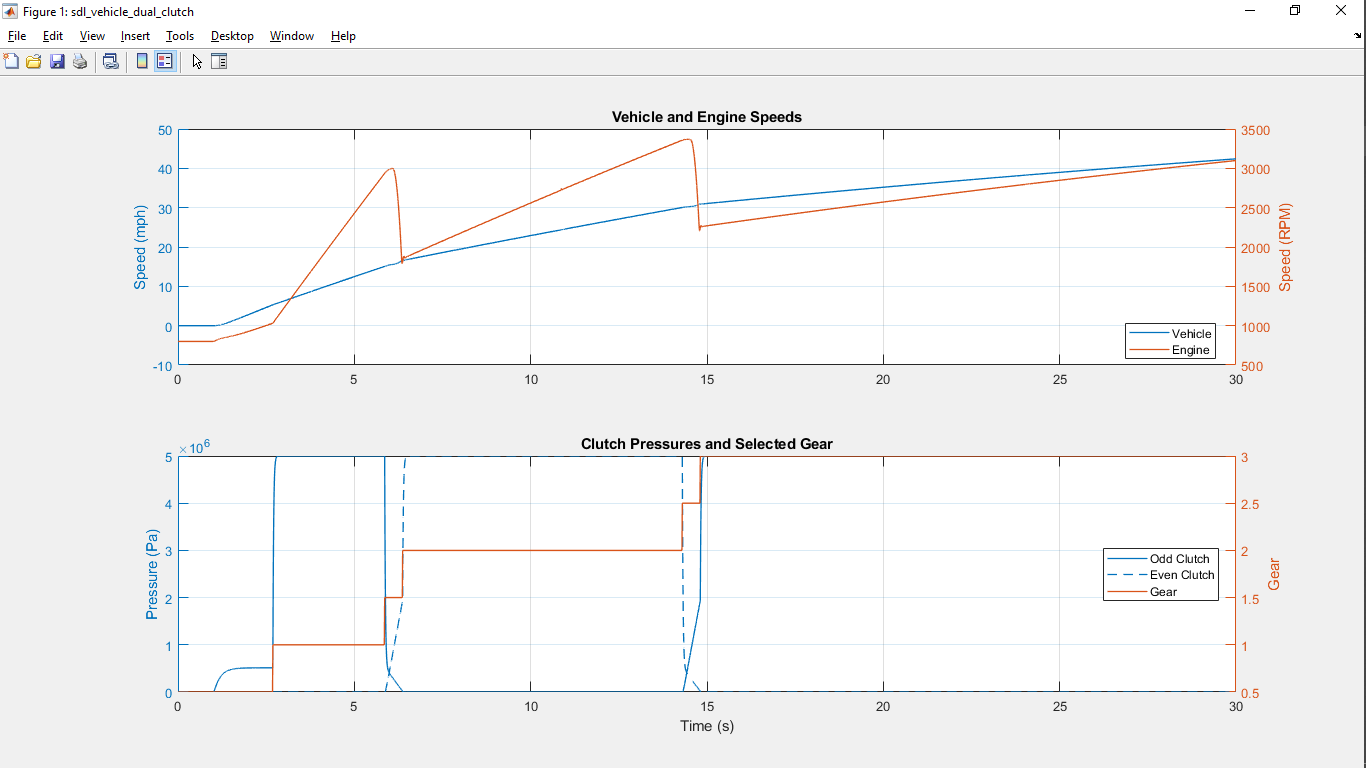 Figure 1: sdl_vehicle_dual_clutch
File Edit View Insert Tools Desktop Window Help
Vehicle and Engine Speeds
50
40
30
20
10
0
-10
Speed (mph)
3500
3000
2500
2000
1500
1000
500
Speed (RPM)
Vehicle
Engine
0 5 10 15 20 25 30
Clutch Pressures and Selected Gear
×10^6
5
4
3
2
1
0
Pressure (Pa)
3
2.5
2
1.5
1
0.5
Gear
Odd Clutch
Even Clutch
Gear
0 5 10 15 20 25 30
Time (s)